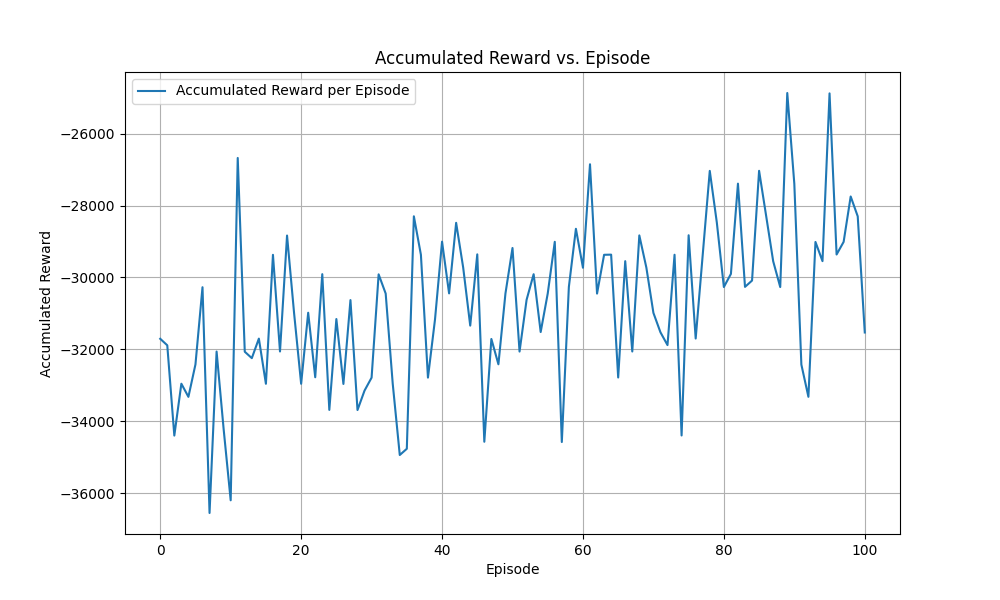 Accumulated Reward vs. Episode
Accumulated Reward per Episode
Accumulated Reward
−26000
−28000
−30000
−32000
−34000
−36000
0 20 40 60 80 100
Episode